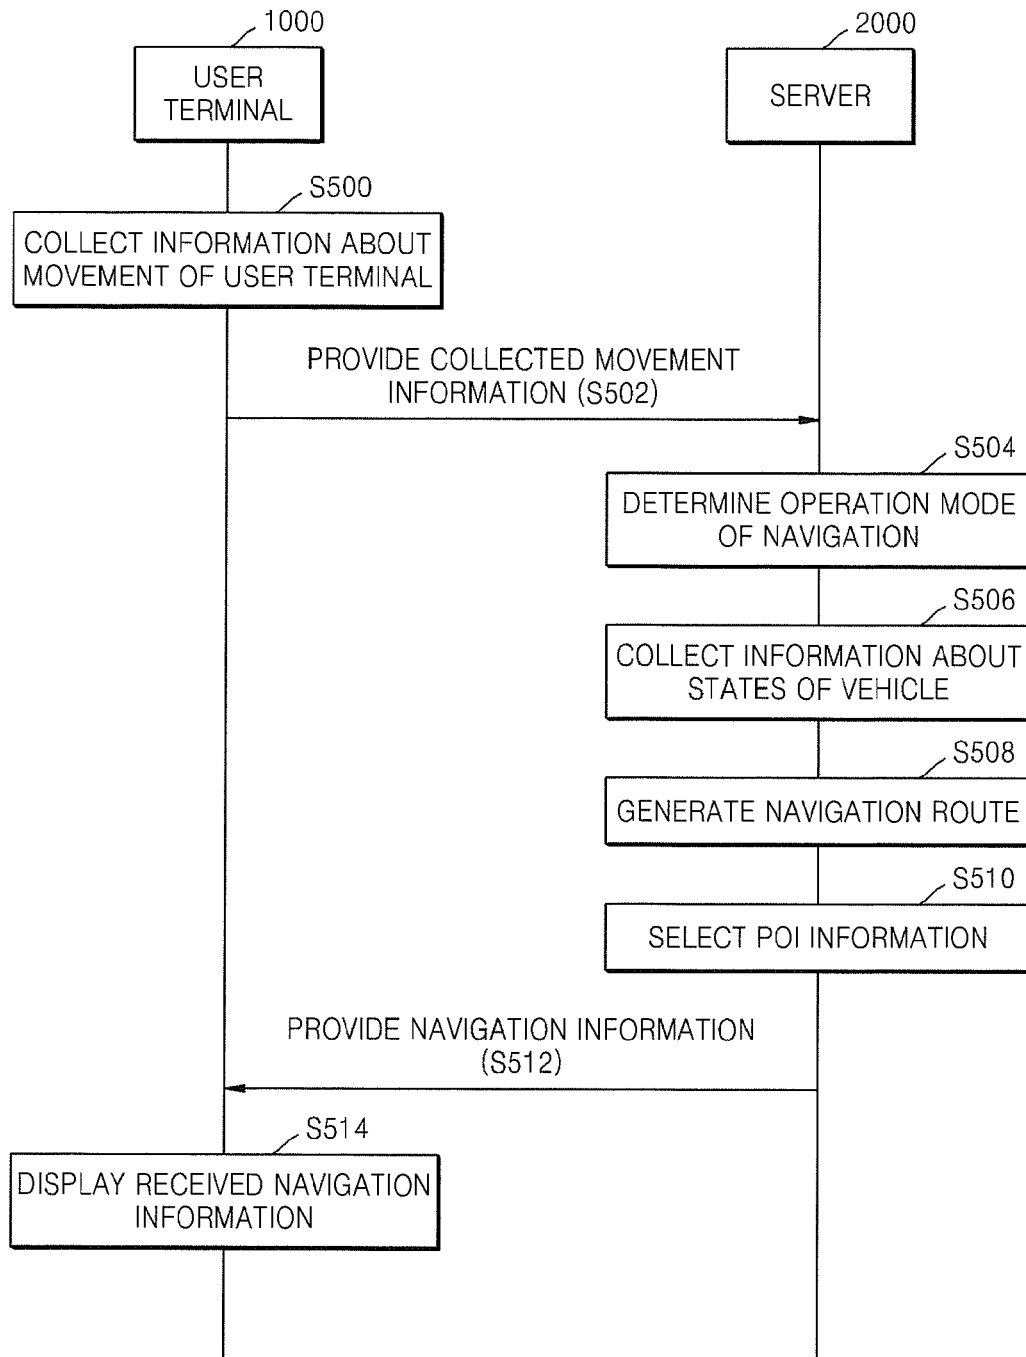 1000
2000
USER
TERMINAL
SERVER
S500
COLLECT INFORMATION ABOUT
MOVEMENT OF USER TERMINAL
PROVIDE COLLECTED MOVEMENT
INFORMATION (S502)
S504
DETERMINE OPERATION MODE
OF NAVIGATION
S506
COLLECT INFORMATION ABOUT
STATES OF VEHICLE
S508
GENERATE NAVIGATION ROUTE
S510
SELECT POI INFORMATION
PROVIDE NAVIGATION INFORMATION
(S512)
S514
DISPLAY RECEIVED NAVIGATION
INFORMATION